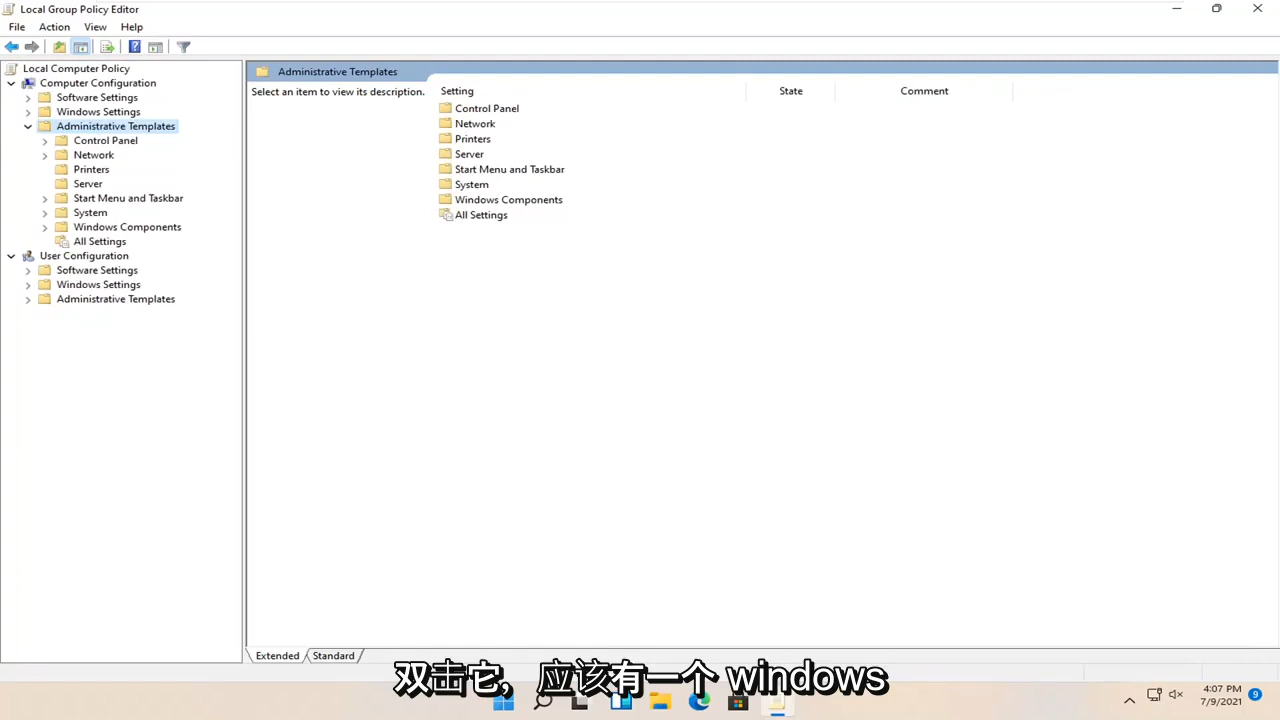 Local Group Policy Editor
File Action View Help
Local Computer Policy
Computer Configuration
Software Settings
Windows Settings
Administrative Templates
Control Panel
Network
Printers
Server
Start Menu and Taskbar
System
Windows Components
All Settings
User Configuration
Software Settings
Windows Settings
Administrative Templates
Administrative Templates
Select an item to view its description.
Setting State Comment
Control Panel
Network
Printers
Server
Start Menu and Taskbar
System
Windows Components
All Settings
Extended Standard
双击它, 应该有一个 windows
4:07 PM
7/9/2021
9